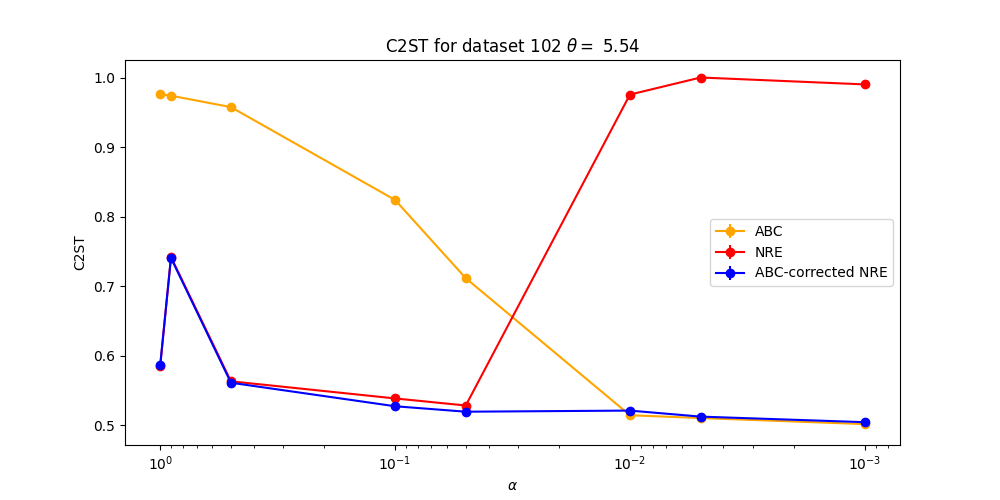 C2ST for dataset 102 θ = 5.54
C2ST
1.0
0.9
0.8
0.7
0.6
0.5
ABC
NRE
ABC-corrected NRE
10⁰
10⁻¹
10⁻²
10⁻³
α